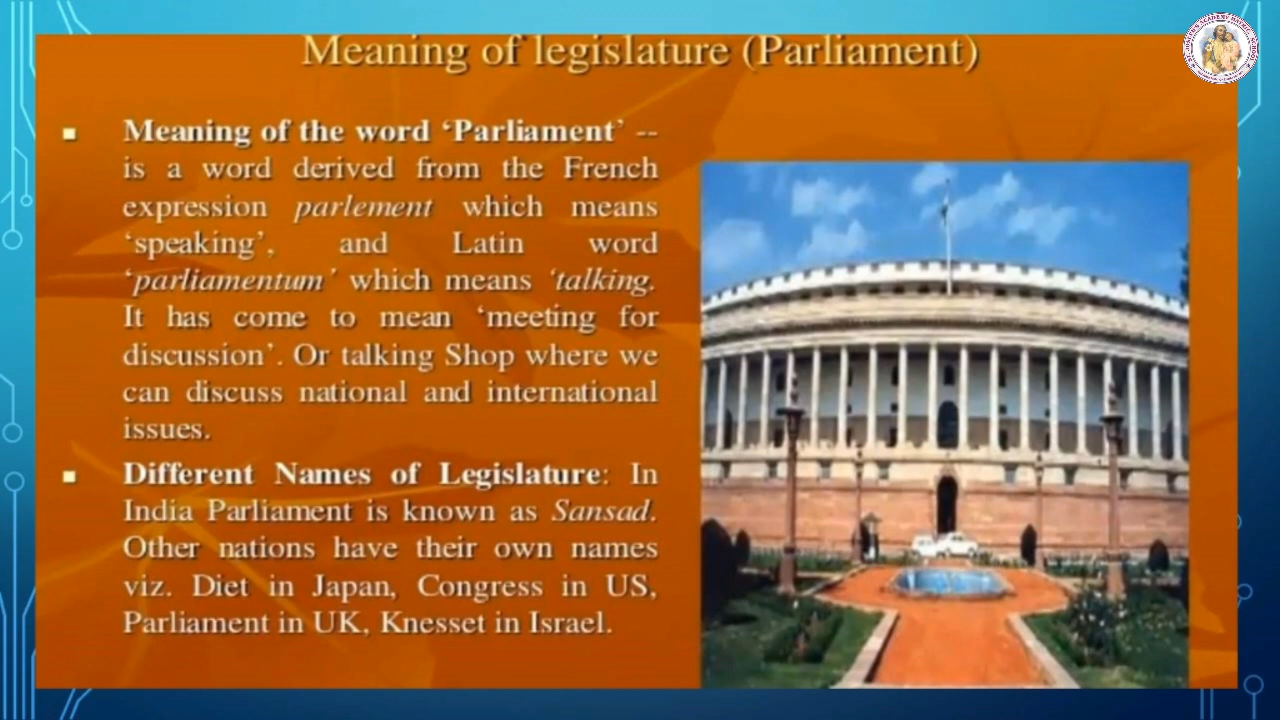 Meaning of legislature (Parliament)
Meaning of the word ‘Parliament’ --
is a word derived from the French
expression parlement which means
‘speaking’, and Latin word
‘parliamentum’ which means ‘talking.
It has come to mean ‘meeting for
discussion’. Or talking Shop where we
can discuss national and international
issues.
Different Names of Legislature: In
India Parliament is known as Sansad.
Other nations have their own names
viz. Diet in Japan, Congress in US,
Parliament in UK, Knesset in Israel.